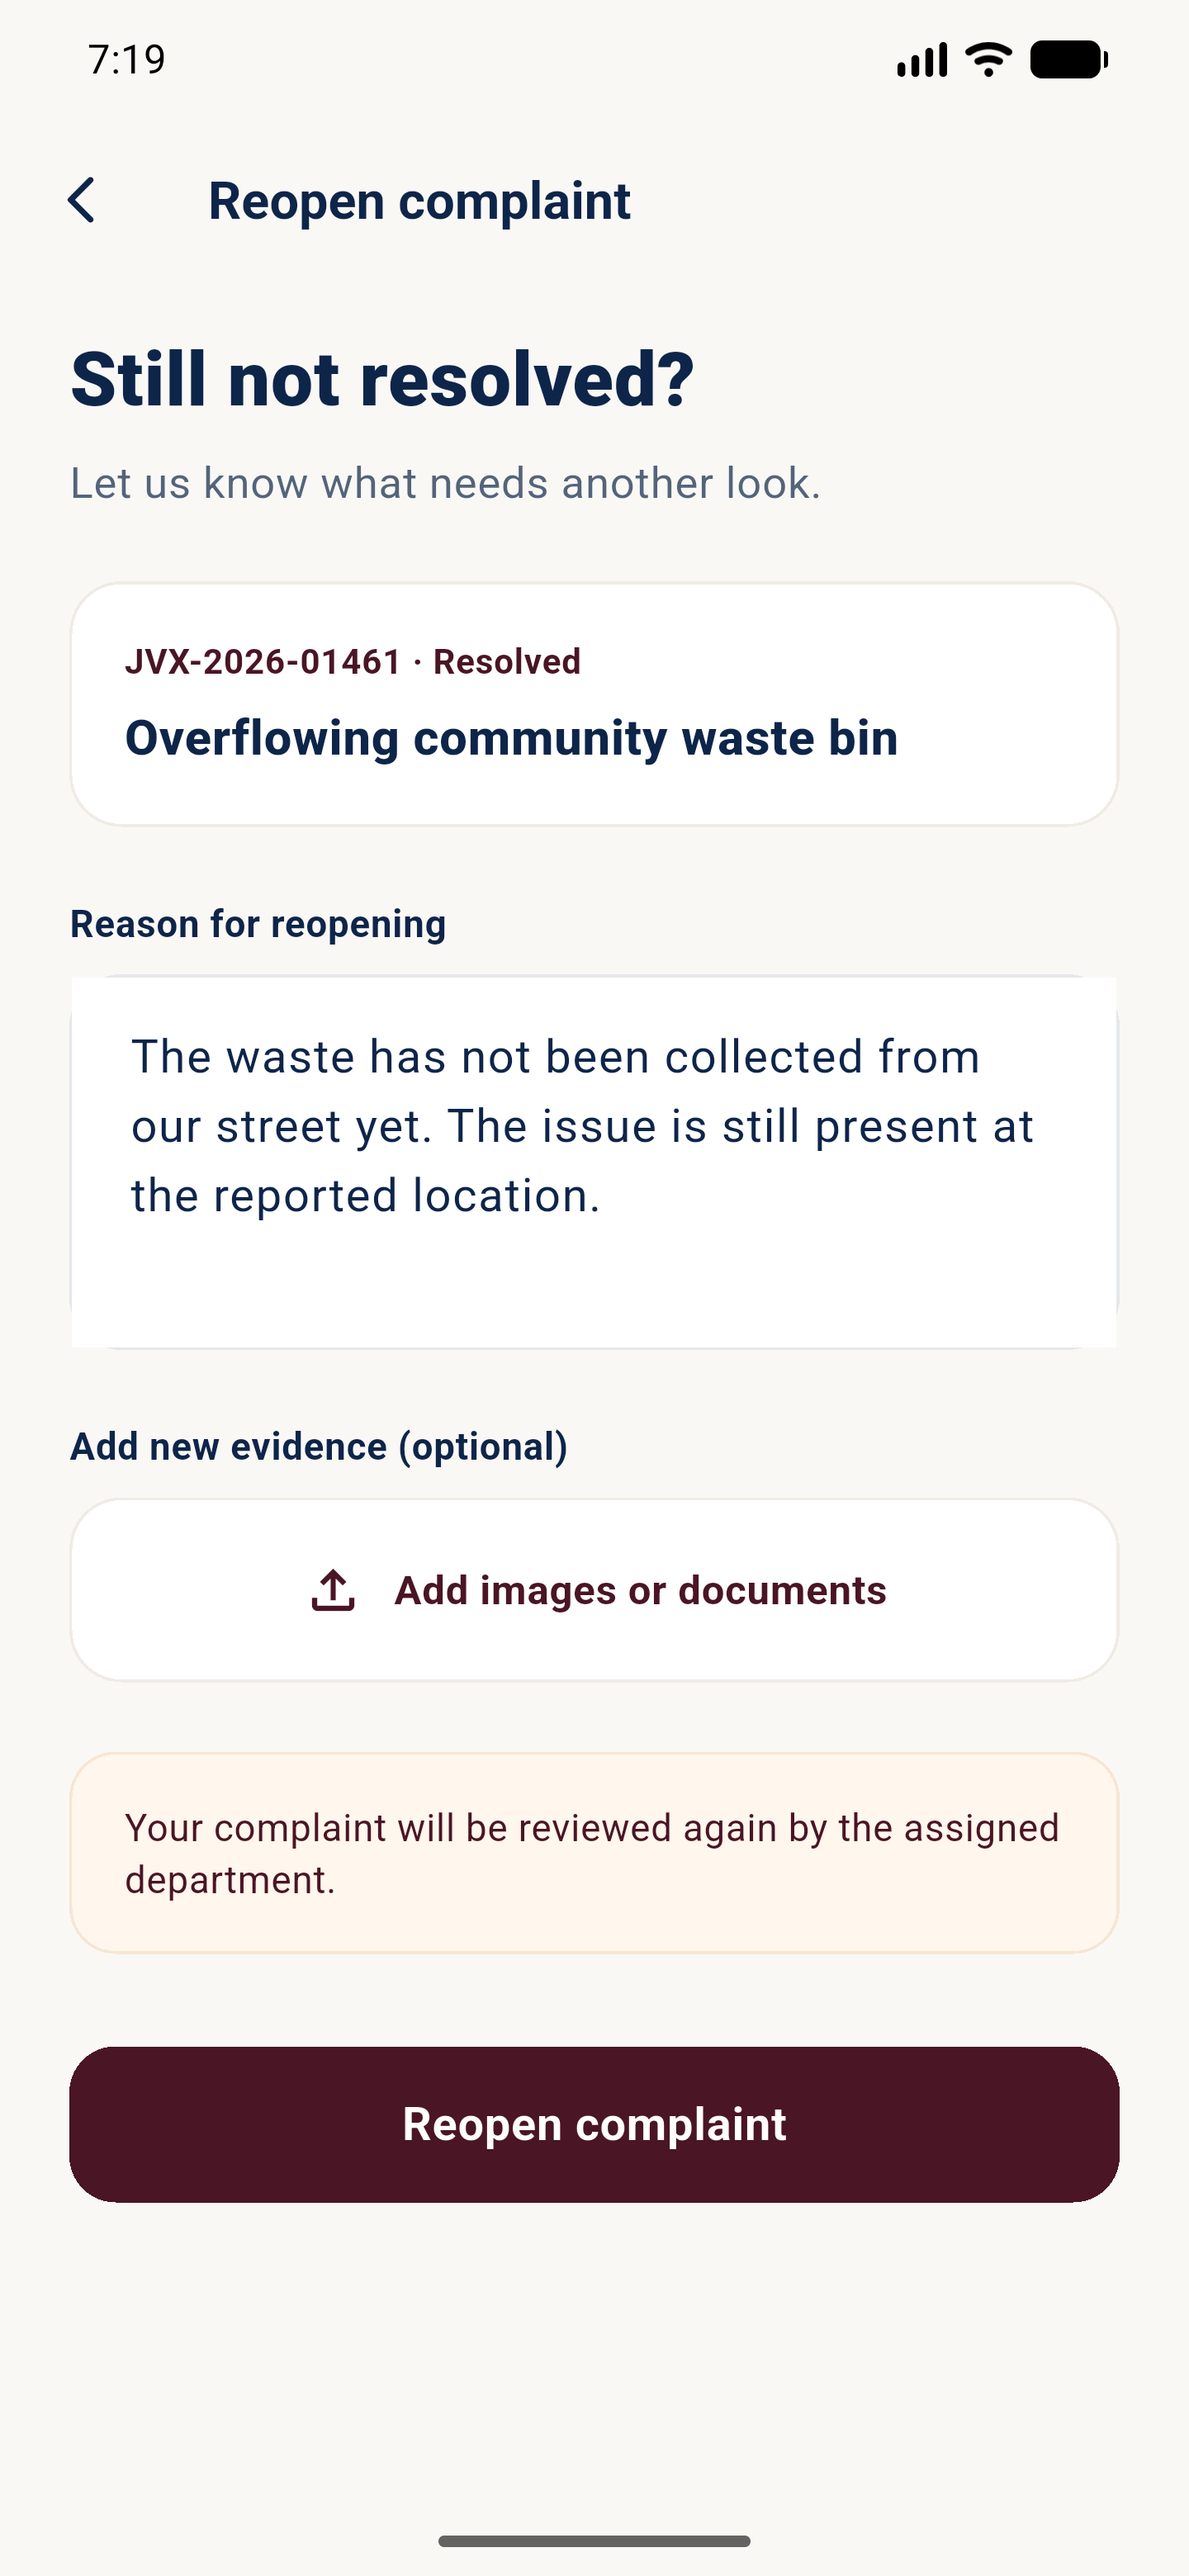 7:19
Reopen complaint
Still not resolved?
Let us know what needs another look.
JVX-2026-01461 · Resolved
Overflowing community waste bin
Reason for reopening
The waste has not been collected from
our street yet. The issue is still present at
the reported location.
Add new evidence (optional)
Add images or documents
Your complaint will be reviewed again by the assigned
department.
Reopen complaint